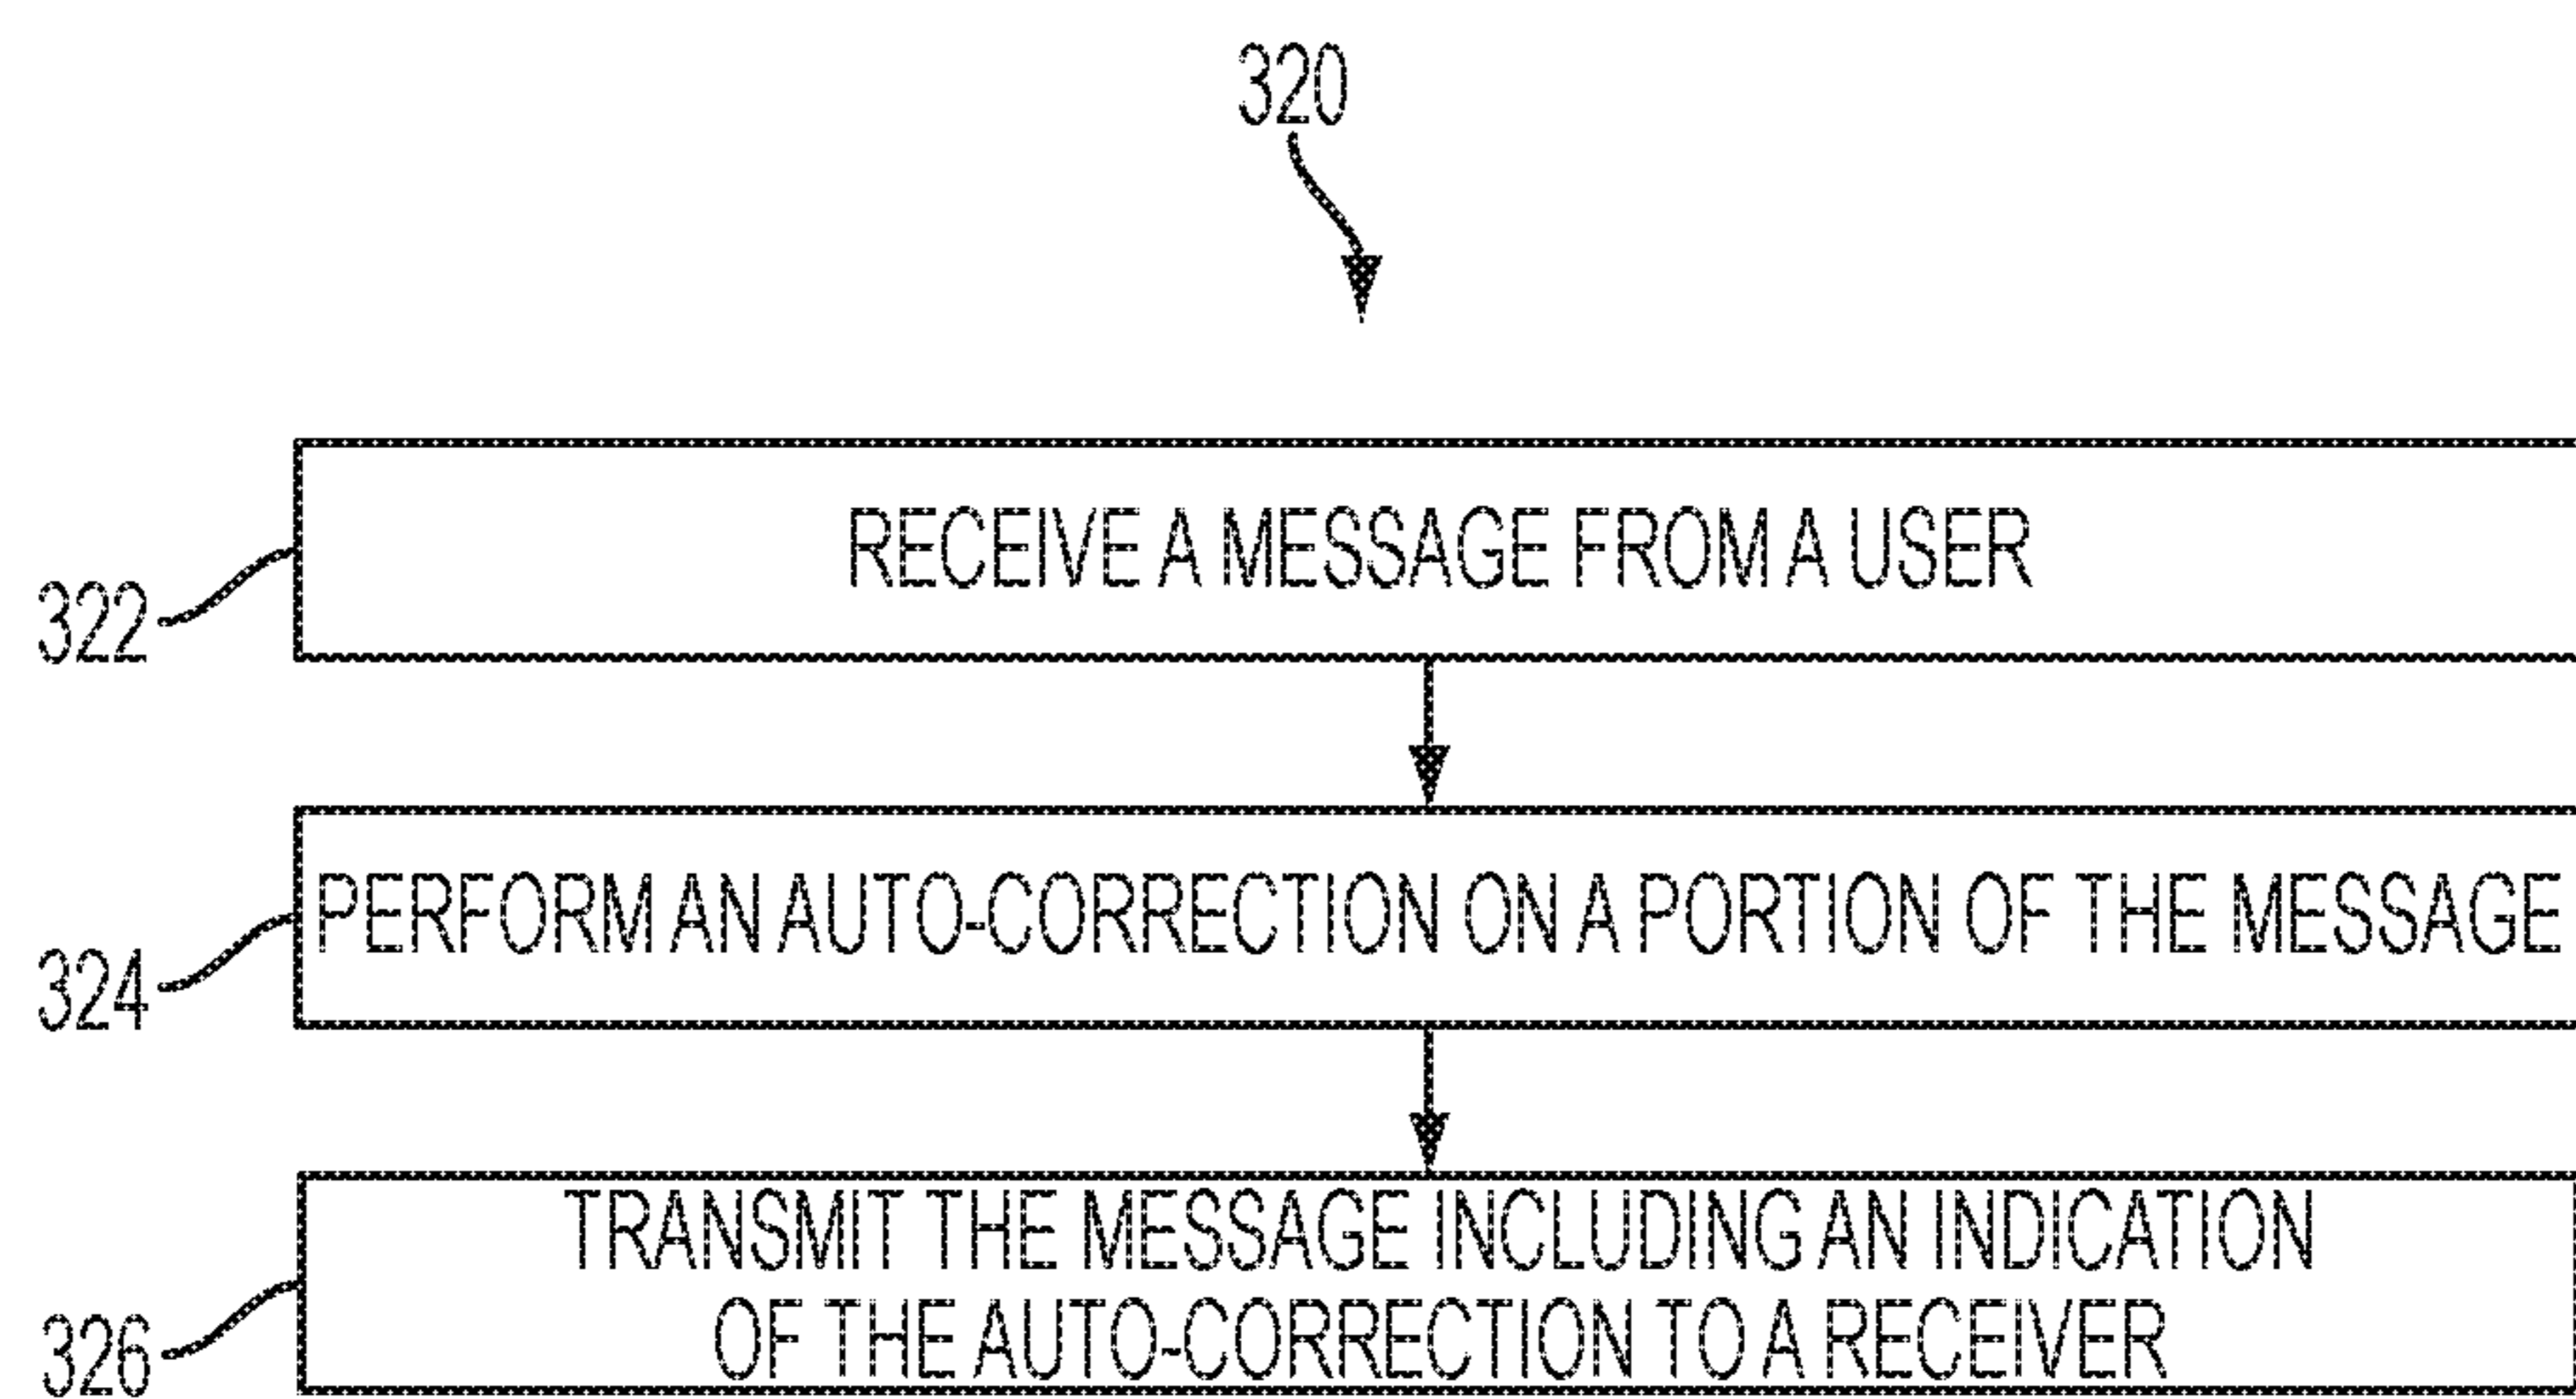 320
322
RECEIVE A MESSAGE FROM A USER
324
PERFORM AN AUTO-CORRECTION ON A PORTION OF THE MESSAGE
326
TRANSMIT THE MESSAGE INCLUDING AN INDICATION
OF THE AUTO-CORRECTION TO A RECEIVER